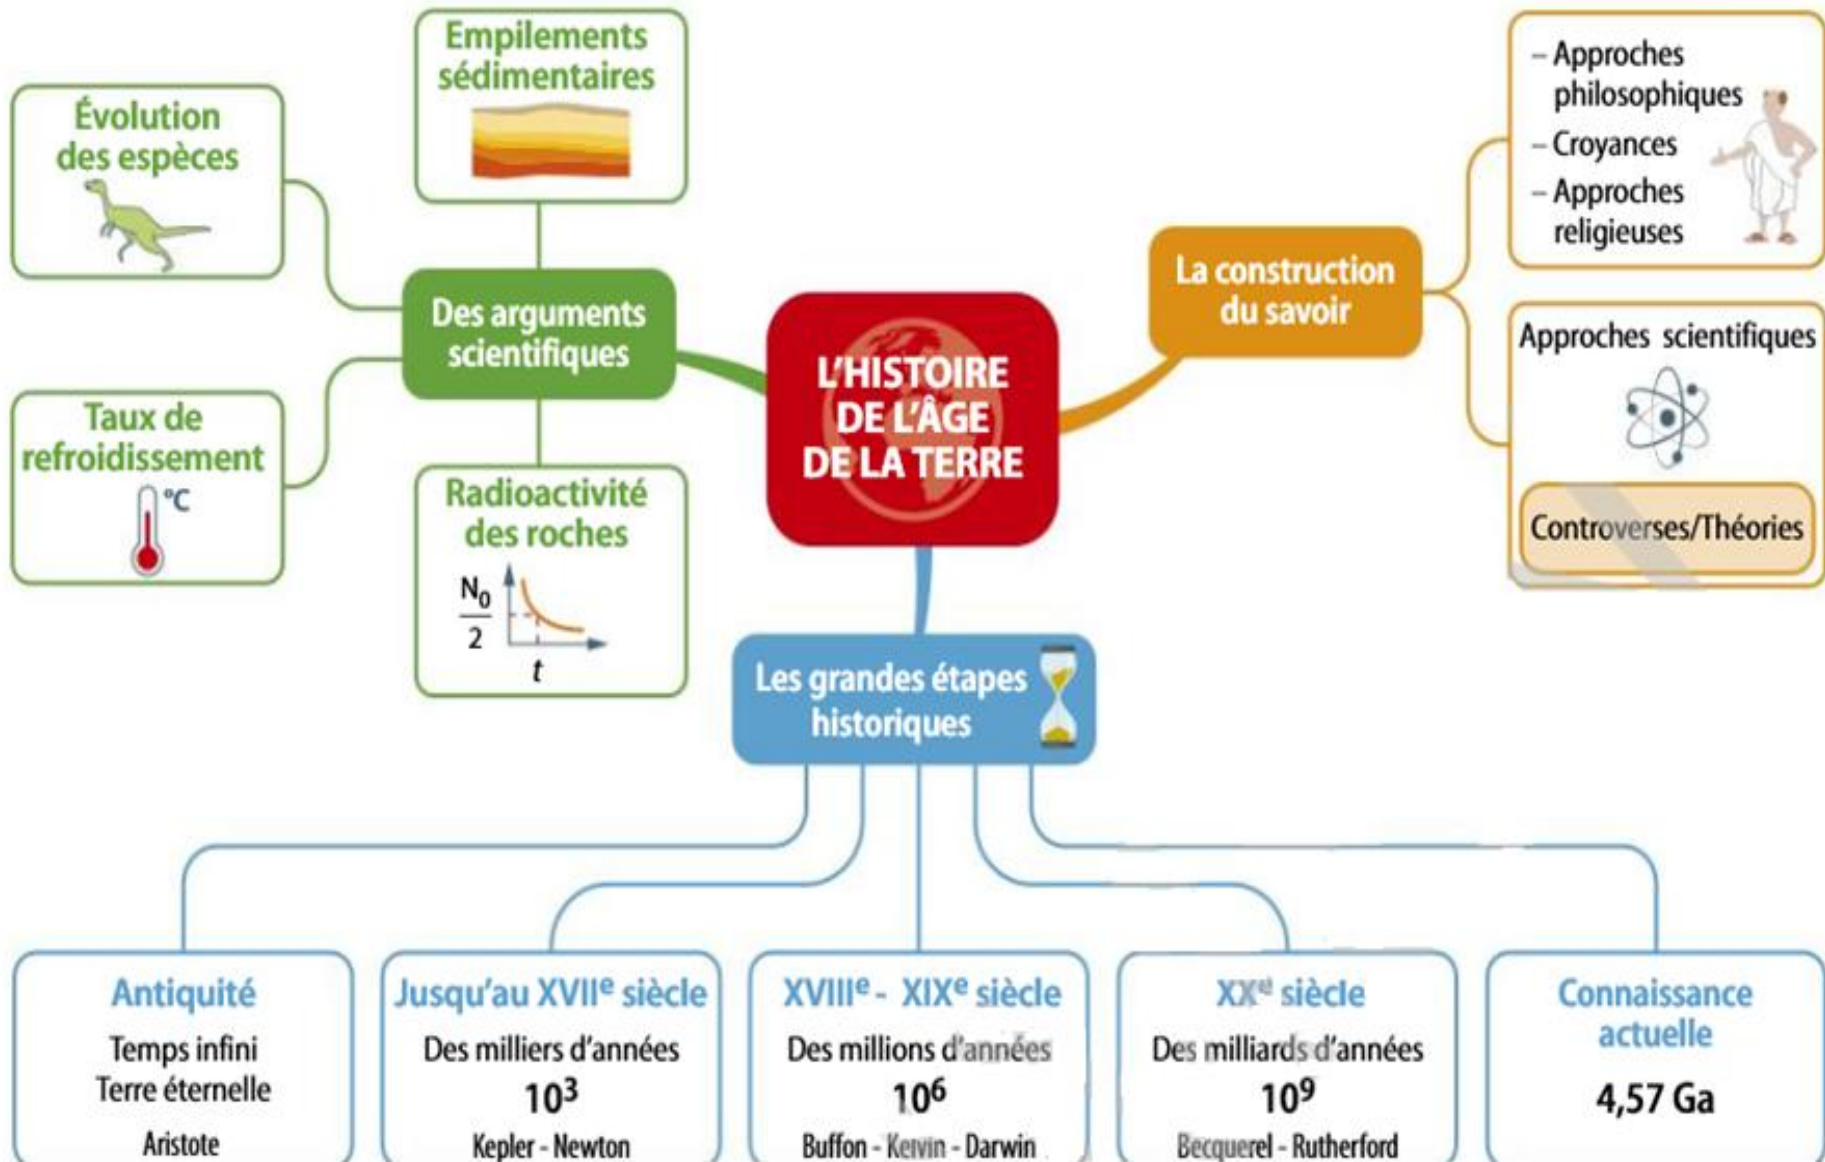 L'HISTOIRE
DE L'ÂGE
DE LA TERRE
Des arguments
scientifiques
Évolution
des espèces
Empilements
sédimentaires
Taux de
refroidissement
°C
Radioactivité
des roches
N₀
2
t
La construction
du savoir
– Approches
philosophiques
– Croyances
– Approches
religieuses
Approches scientifiques
Controverses/Théories
Les grandes étapes
historiques
Antiquité
Temps infini
Terre éternelle
Aristote
Jusqu'au XVIIᵉ siècle
Des milliers d'années
10³
Kepler - Newton
XVIIIᵉ - XIXᵉ siècle
Des millions d'années
10⁶
Buffon - Kelvin - Darwin
XXᵉ siècle
Des milliards d'années
10⁹
Becquerel - Rutherford
Connaissance
actuelle
4,57 Ga